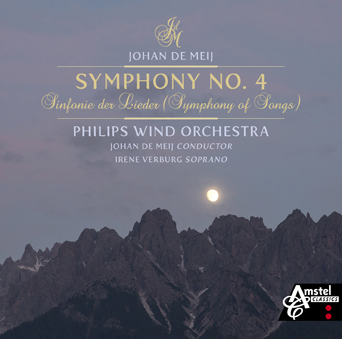 JM
JOHAN DE MEIJ
SYMPHONY NO. 4
Sinfonie der Lieder (Symphony of Songs)
PHILIPS WIND ORCHESTRA
JOHAN DE MEIJ CONDUCTOR
IRENE VERBURG SOPRANO
Amstel
CLASSICS